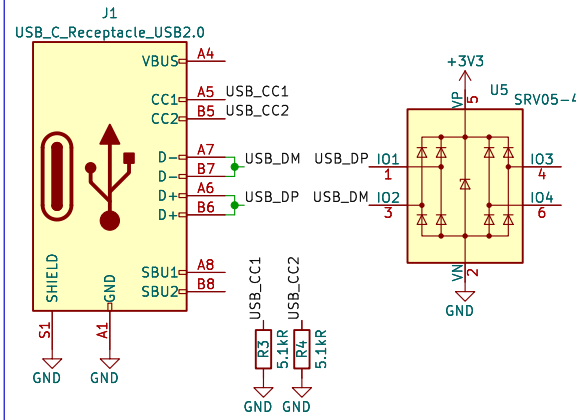 J1
USB_C_Receptacle_USB2.0
VBUS A4
CC1 A5 USB_CC1
CC2 B5 USB_CC2
D- A7
D- B7
USB_DM
D+ A6
D+ B6
USB_DP
SBU1 A8
SBU2 B8
SHIELD
GND
S1
A1
GND
GND
USB_CC1
USB_CC2
R3
5.1kR
R4
5.1kR
GND
GND
+3V3
U5
SRV05-4
VP
5
USB_DP IO1
1
USB_DM IO2
3
IO3
4
IO4
6
VN
2
GND